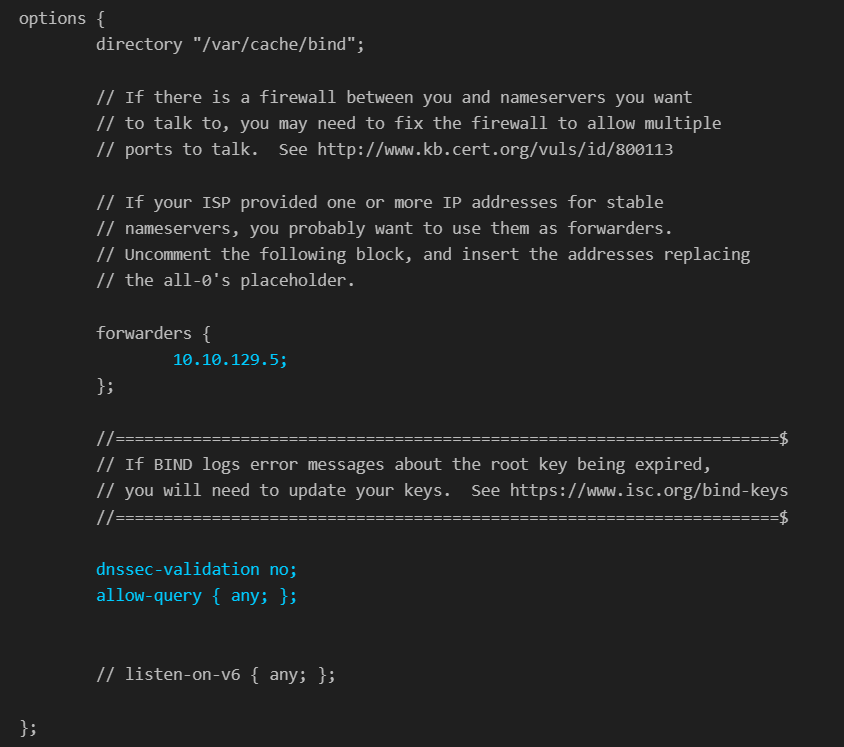 options {
directory "/var/cache/bind";
// If there is a firewall between you and nameservers you want
// to talk to, you may need to fix the firewall to allow multiple
// ports to talk.  See http://www.kb.cert.org/vuls/id/800113
// If your ISP provided one or more IP addresses for stable
// nameservers, you probably want to use them as forwarders.
// Uncomment the following block, and insert the addresses replacing
// the all-0's placeholder.
forwarders {
10.10.129.5;
};
//=====================================================================$
// If BIND logs error messages about the root key being expired,
// you will need to update your keys.  See https://www.isc.org/bind-keys
//=====================================================================$
dnssec-validation no;
allow-query { any; };
// listen-on-v6 { any; };
};